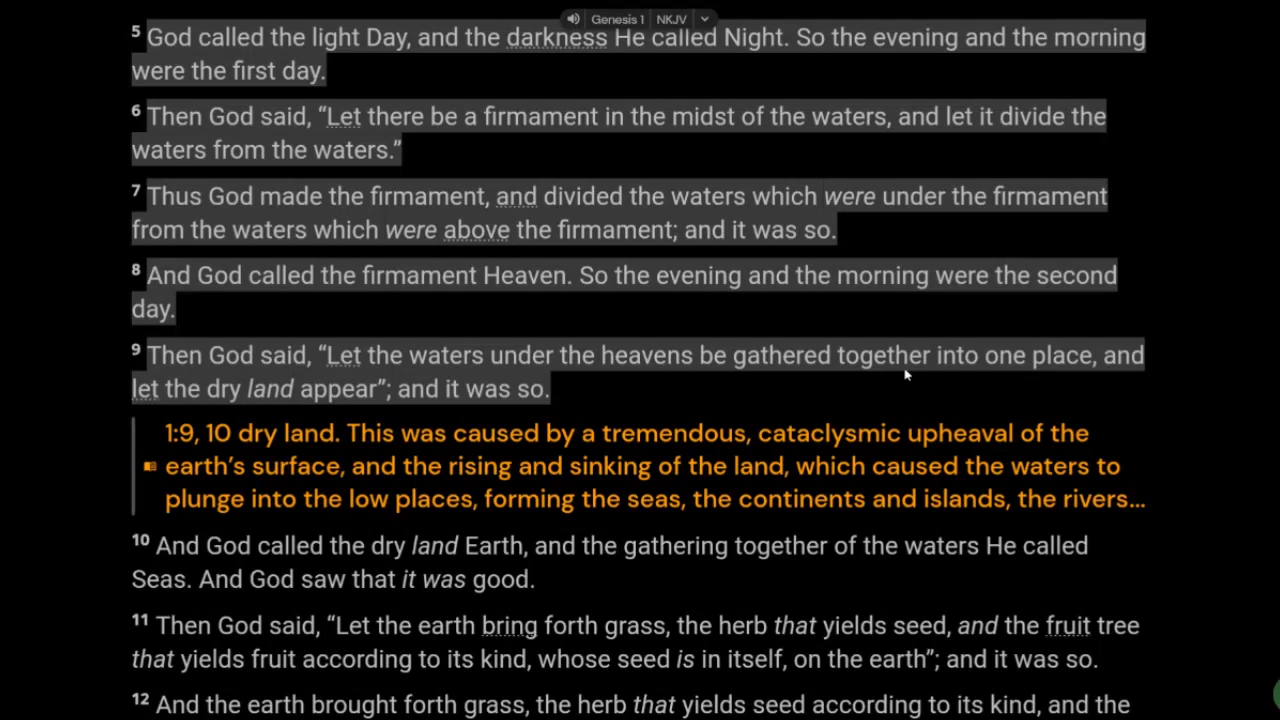 Genesis 1 NKJV
5 God called the light Day, and the darkness He called Night. So the evening and the morning
were the first day.
6 Then God said, “Let there be a firmament in the midst of the waters, and let it divide the
waters from the waters.”
7 Thus God made the firmament, and divided the waters which were under the firmament
from the waters which were above the firmament; and it was so.
8 And God called the firmament Heaven. So the evening and the morning were the second
day.
9 Then God said, “Let the waters under the heavens be gathered together into one place, and
let the dry land appear”; and it was so.
1:9, 10 dry land. This was caused by a tremendous, cataclysmic upheaval of the
earth’s surface, and the rising and sinking of the land, which caused the waters to
plunge into the low places, forming the seas, the continents and islands, the rivers...
10 And God called the dry land Earth, and the gathering together of the waters He called
Seas. And God saw that it was good.
11 Then God said, “Let the earth bring forth grass, the herb that yields seed, and the fruit tree
that yields fruit according to its kind, whose seed is in itself, on the earth”; and it was so.
12 And the earth brought forth grass, the herb that yields seed according to its kind, and the